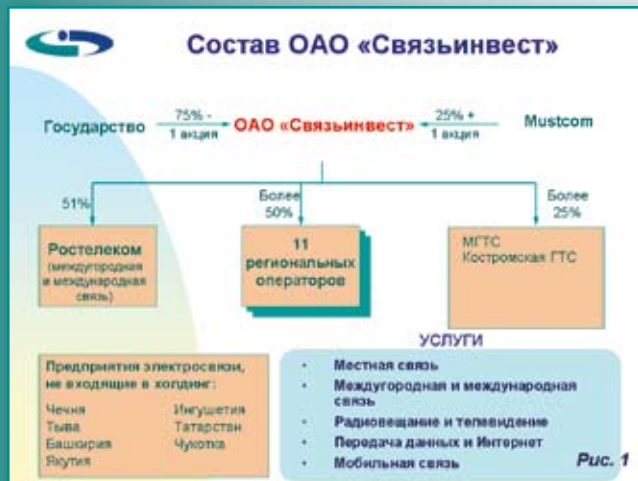 Состав ОАО «Связьинвест»
Государство
75% -
1 акция
ОАО «Связьинвест»
25% +
1 акция
Mustcom
51%
Более
50%
Более
25%
Ростелеком
(междугородная
и международная
связь)
11
региональных
операторов
МГТС
Костромская ГТС
Предприятия электросвязи,
не входящие в холдинг:
Чечня Ингушетия
Тыва Татарстан
Башкирия Чукотка
Якутия
УСЛУГИ
• Местная связь
• Междугородная и международная
связь
• Радиовещание и телевидение
• Передача данных и Интернет
• Мобильная связь
Рис. 1